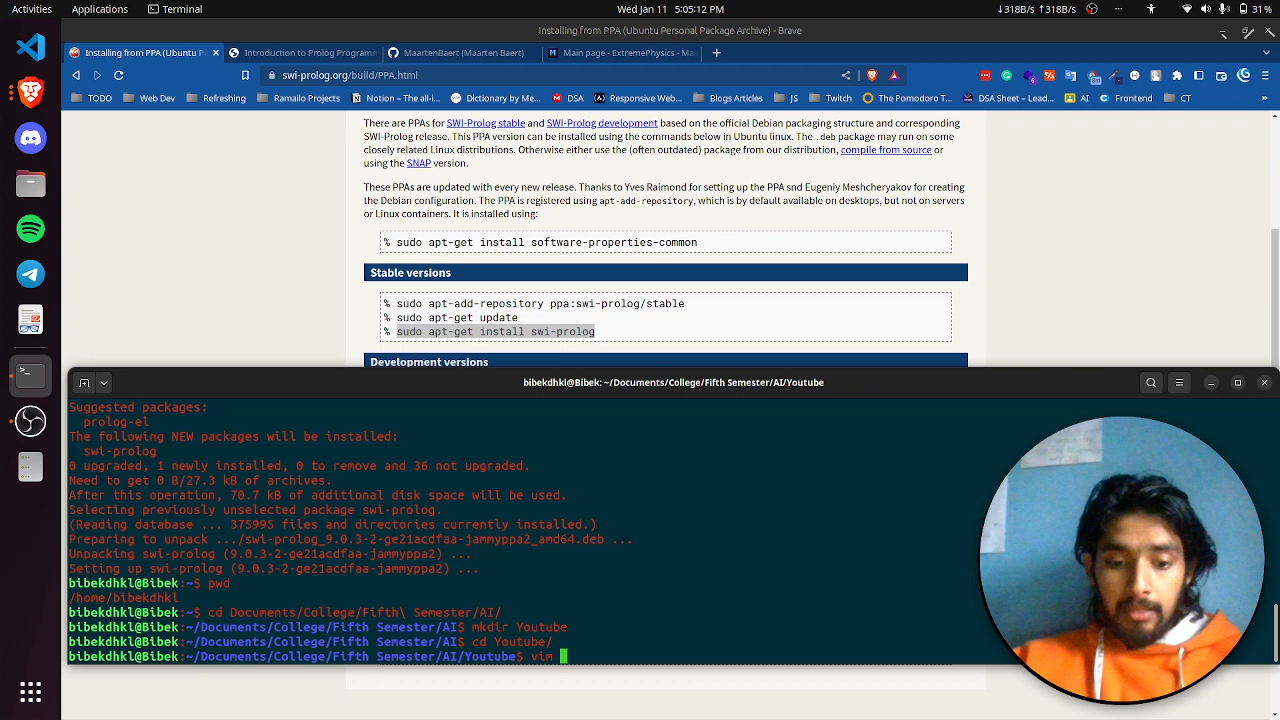 Activities Applications Terminal Wed Jan 11 5:05:12 PM ↓318B/s ↑318B/s 31%
Installing from PPA (Ubuntu Personal Package Archive) - Brave
Installing from PPA (Ubuntu P Introduction to Prolog Programm MaartenBaert (Maarten Baert) Main page - ExtremePhysics - Maa
swi-prolog.org/build/PPA.html
TODO Web Dev Refreshing Ramailo Projects Notion – The all-i... Dictionary by Me... DSA Responsive Web... Blogs Articles JS Twitch The Pomodoro T... DSA Sheet – Lead... AI Frontend CT
There are PPAs for SWI-Prolog stable and SWI-Prolog development based on the official Debian packaging structure and corresponding
SWI-Prolog release. This PPA version can be installed using the commands below in Ubuntu linux. The .deb package may run on some
closely related Linux distributions. Otherwise either use the (often outdated) package from our distribution, compile from source or
using the SNAP version.
These PPAs are updated with every new release. Thanks to Yves Raimond for setting up the PPA snd Eugeniy Meshcheryakov for creating
the Debian configuration. The PPA is registered using apt-add-repository, which is by default available on desktops, but not on servers
or Linux containers. It is installed using:
% sudo apt-get install software-properties-common
Stable versions
% sudo apt-add-repository ppa:swi-prolog/stable
% sudo apt-get update
% sudo apt-get install swi-prolog
Development versions
bibekdhkl@Bibek: ~/Documents/College/Fifth Semester/AI/Youtube
Suggested packages:
prolog-el
The following NEW packages will be installed:
swi-prolog
0 upgraded, 1 newly installed, 0 to remove and 36 not upgraded.
Need to get 0 B/27.3 kB of archives.
After this operation, 70.7 kB of additional disk space will be used.
Selecting previously unselected package swi-prolog.
(Reading database ... 375995 files and directories currently installed.)
Preparing to unpack .../swi-prolog_9.0.3-2-ge21acdfaa-jammyppa2_amd64.deb ...
Unpacking swi-prolog (9.0.3-2-ge21acdfaa-jammyppa2) ...
Setting up swi-prolog (9.0.3-2-ge21acdfaa-jammyppa2) ...
bibekdhkl@Bibek:~$ pwd
/home/bibekdhkl
bibekdhkl@Bibek:~$ cd Documents/College/Fifth\ Semester/AI/
bibekdhkl@Bibek:~/Documents/College/Fifth Semester/AI$ mkdir Youtube
bibekdhkl@Bibek:~/Documents/College/Fifth Semester/AI$ cd Youtube/
bibekdhkl@Bibek:~/Documents/College/Fifth Semester/AI/Youtube$ vim